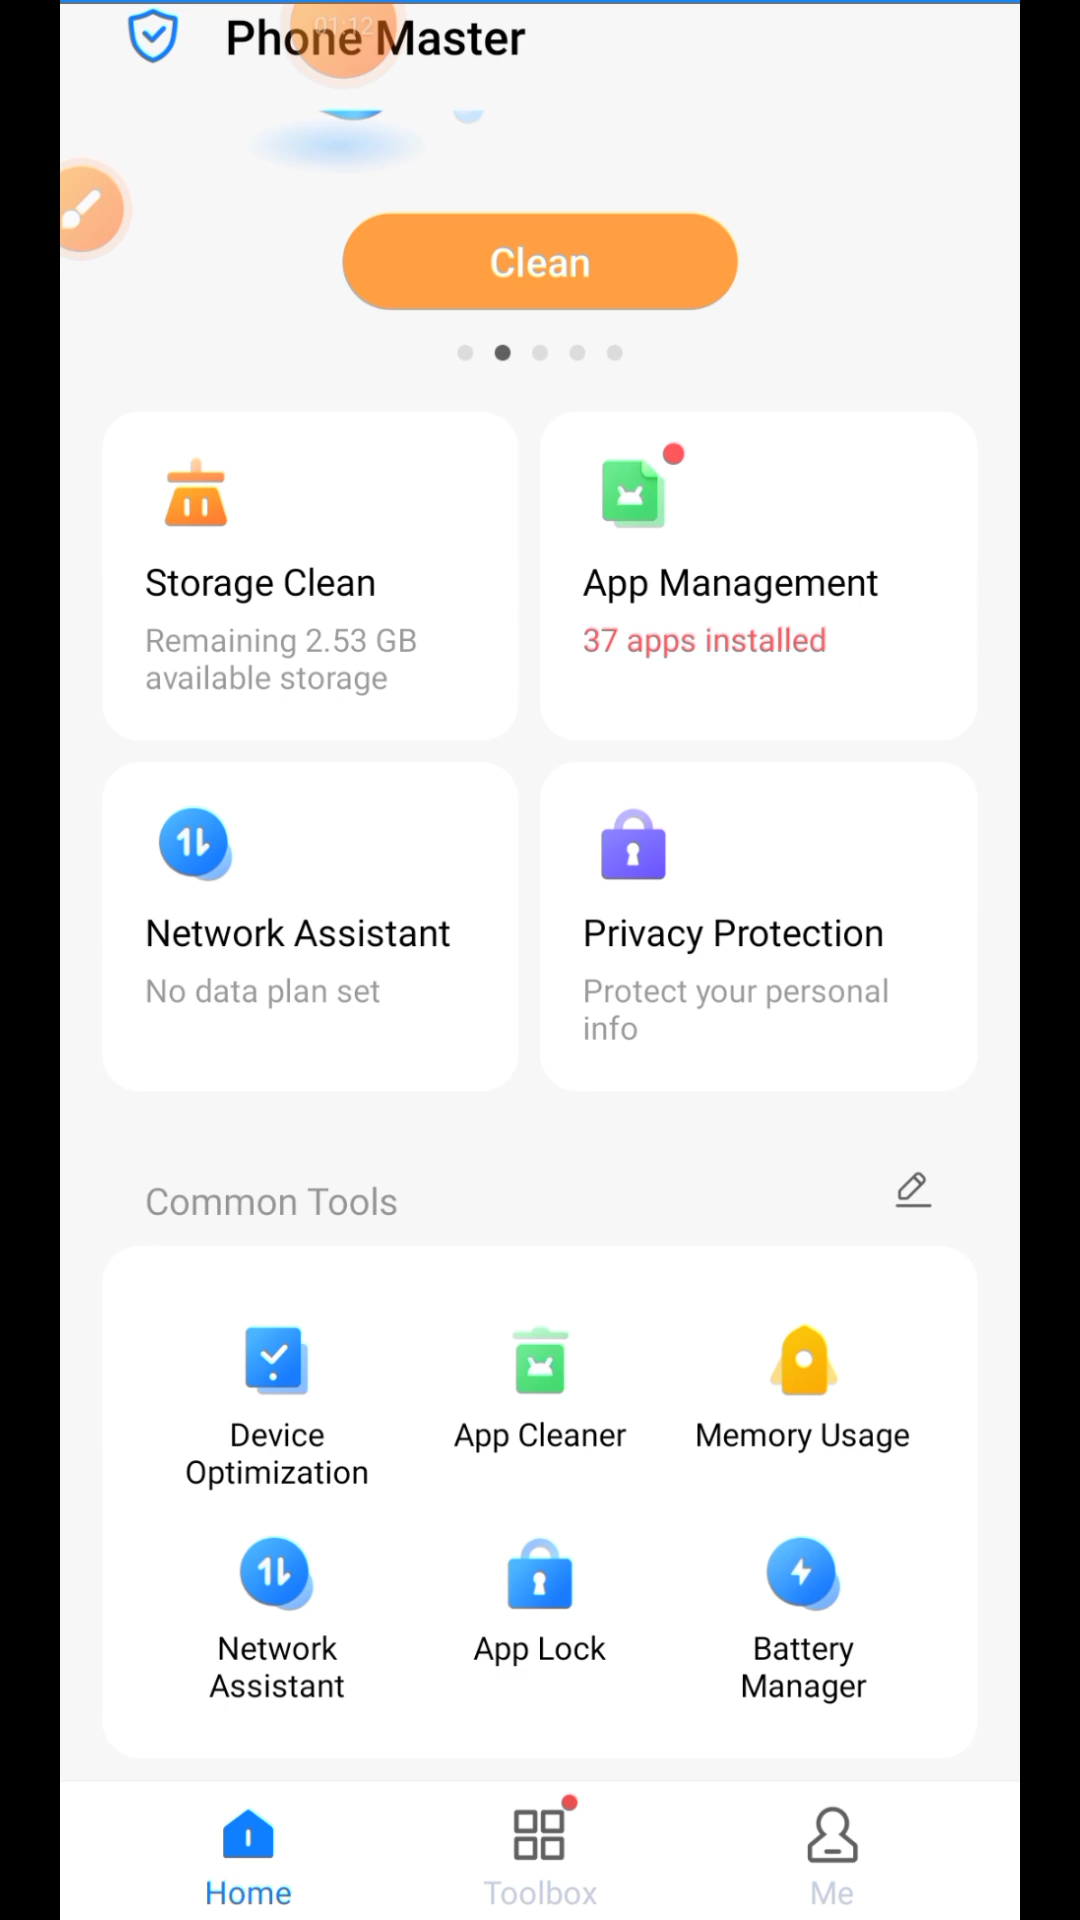 Phone Master
01:12
Clean
Storage Clean
Remaining 2.53 GB
available storage
App Management
37 apps installed
Network Assistant
No data plan set
Privacy Protection
Protect your personal
info
Common Tools
Device
Optimization
App Cleaner
Memory Usage
Network
Assistant
App Lock
Battery
Manager
Home
Toolbox
Me